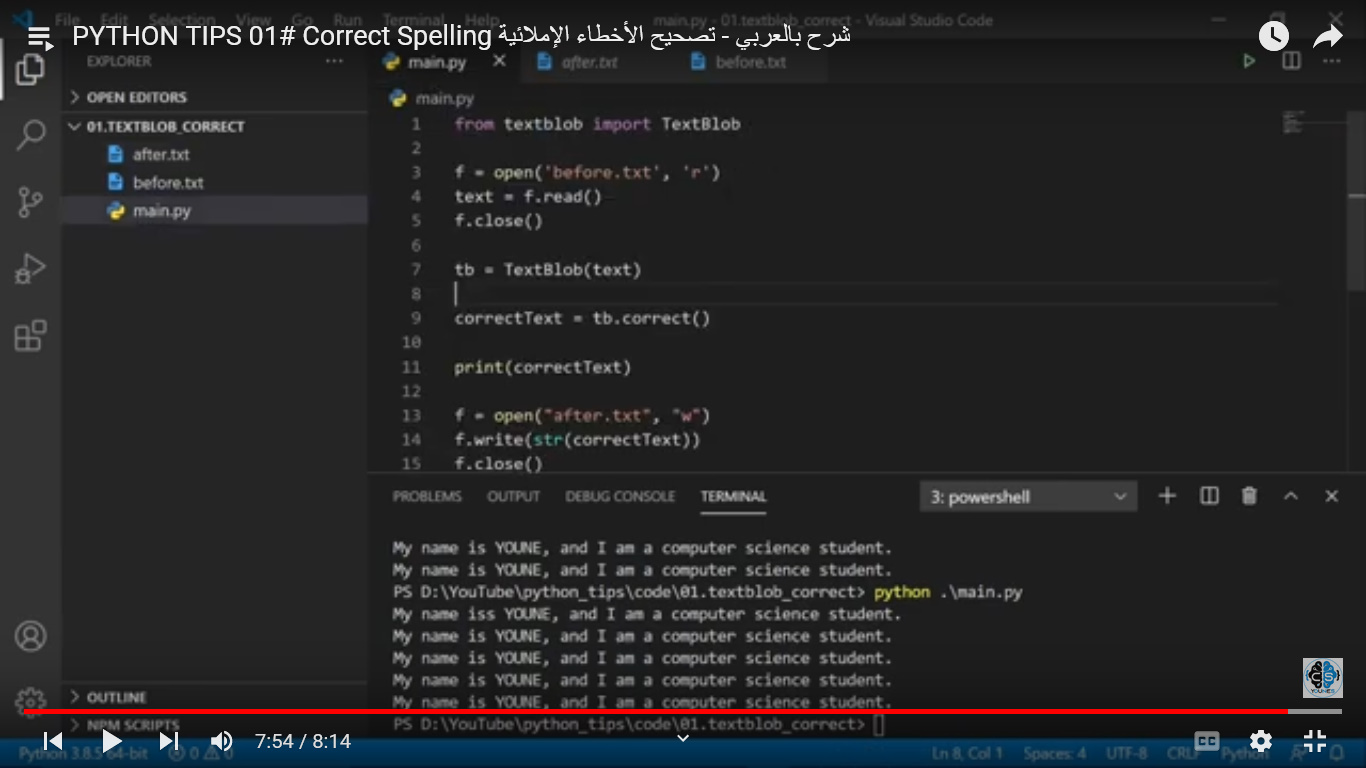 File Edit Selection View Go Run Terminal Help main.py - 01.textblob_correct - Visual Studio Code
PYTHON TIPS 01# Correct Spelling شرح بالعربي - تصحيح الأخطاء الإملائية
EXPLORER
OPEN EDITORS
01.TEXTBLOB_CORRECT
after.txt
before.txt
main.py
OUTLINE
NPM SCRIPTS
main.py after.txt before.txt
main.py
1 from textblob import TextBlob
2
3 f = open('before.txt', 'r')
4 text = f.read()
5 f.close()
6
7 tb = TextBlob(text)
8
9 correctText = tb.correct()
10
11 print(correctText)
12
13 f = open("after.txt", "w")
14 f.write(str(correctText))
15 f.close()
PROBLEMS OUTPUT DEBUG CONSOLE TERMINAL 3: powershell
My name is YOUNE, and I am a computer science student.
My name is YOUNE, and I am a computer science student.
PS D:\YouTube\python_tips\code\01.textblob_correct> python .\main.py
My name iss YOUNE, and I am a computer science student.
My name is YOUNE, and I am a computer science student.
My name is YOUNE, and I am a computer science student.
My name is YOUNE, and I am a computer science student.
My name is YOUNE, and I am a computer science student.
PS D:\YouTube\python_tips\code\01.textblob_correct>
CS
YOUNES
7:54 / 8:14
CC
Python 3.8.5 64-bit 0 0 Ln 8, Col 1 Spaces: 4 UTF-8 CRLF Python